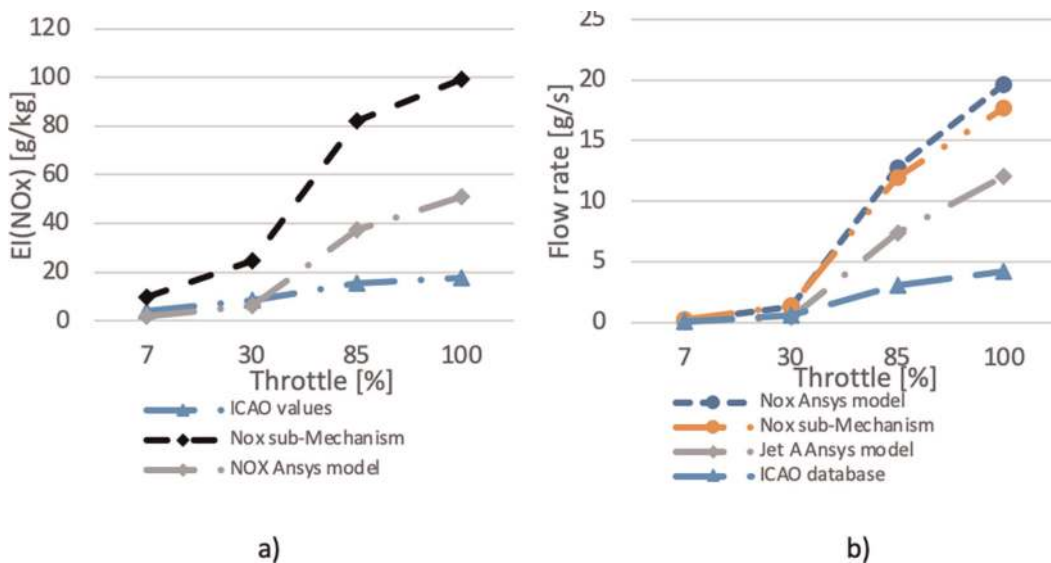 120
100
80
60
40
20
0
EI(NOx) [g/kg]
7 30 85 100
Throttle [%]
ICAO values
Nox sub-Mechanism
NOX Ansys model
a)
25
20
15
10
5
0
Flow rate [g/s]
7 30 85 100
Throttle [%]
Nox Ansys model
Nox sub-Mechanism
Jet A Ansys model
ICAO database
b)